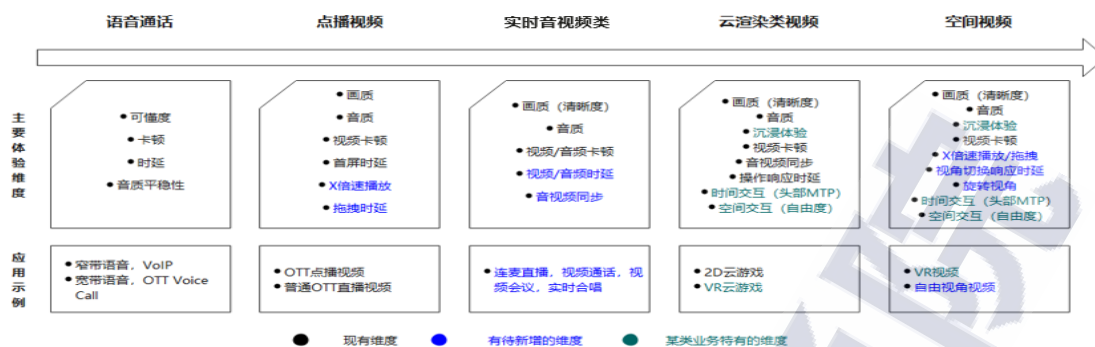 语音通话
点播视频
实时音视频类
云渲染类视频
空间视频
主要体验维度
可懂度
卡顿
时延
音质平稳性
画质
音质
视频卡顿
首屏时延
X倍速播放
拖拽时延
画质（清晰度）
音质
视频/音频卡顿
视频/音频时延
音视频同步
画质（清晰度）
音质
沉浸体验
视频卡顿
音视频同步
操作响应时延
时间交互（头部MTP）
空间交互（自由度）
画质（清晰度）
音质
沉浸体验
视频卡顿
X倍速播放/拖拽
视角切换响应时延
旋转视角
时间交互（头部MTP）
空间交互（自由度）
应用示例
窄带语音，VoIP
宽带语音，OTT Voice
Call
OTT点播视频
普通OTT直播视频
连麦直播，视频通话，视
频会议，实时合唱
2D云游戏
VR云游戏
VR视频
自由视角视频
现有维度
有待新增的维度
某类业务特有的维度